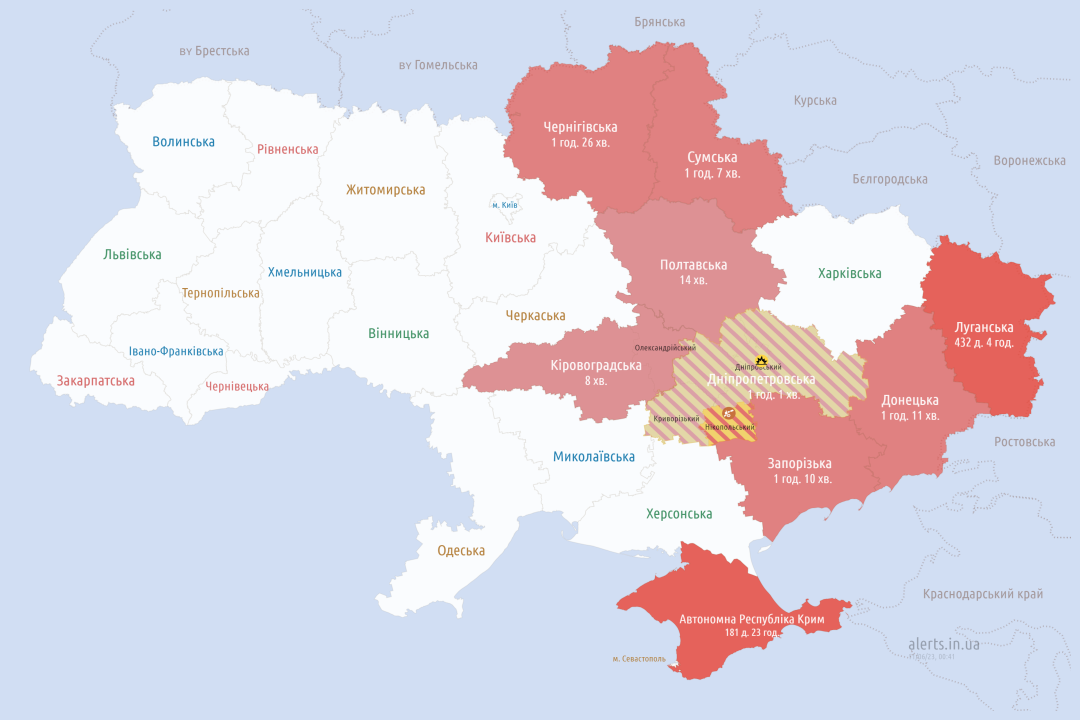 Брянська
BY Брестська
BY Гомельська
Курська
Чернігівська
1 год. 26 хв.
Волинська
Рівненська
Сумська
1 год. 7 хв.
Воронежська
Бєлгородська
Житомирська
м. Київ
Київська
Львівська
Полтавська
14 хв.
Харківська
Хмельницька
Тернопільська
Черкаська
Вінницька
Луганська
432 д. 4 год.
Івано-Франківська
Олександрійський
Кіровоградська
8 хв.
Дніпровський
Дніпропетровська
1 год. 1 хв.
Закарпатська
Чернівецька
Донецька
1 год. 11 хв.
Криворізький
Нікопольський
Ростовська
Миколаївська
Запорізька
1 год. 10 хв.
Херсонська
Одеська
Краснодарський край
Автономна Республіка Крим
181 д. 23 год.
alerts.in.ua
м. Севастополь